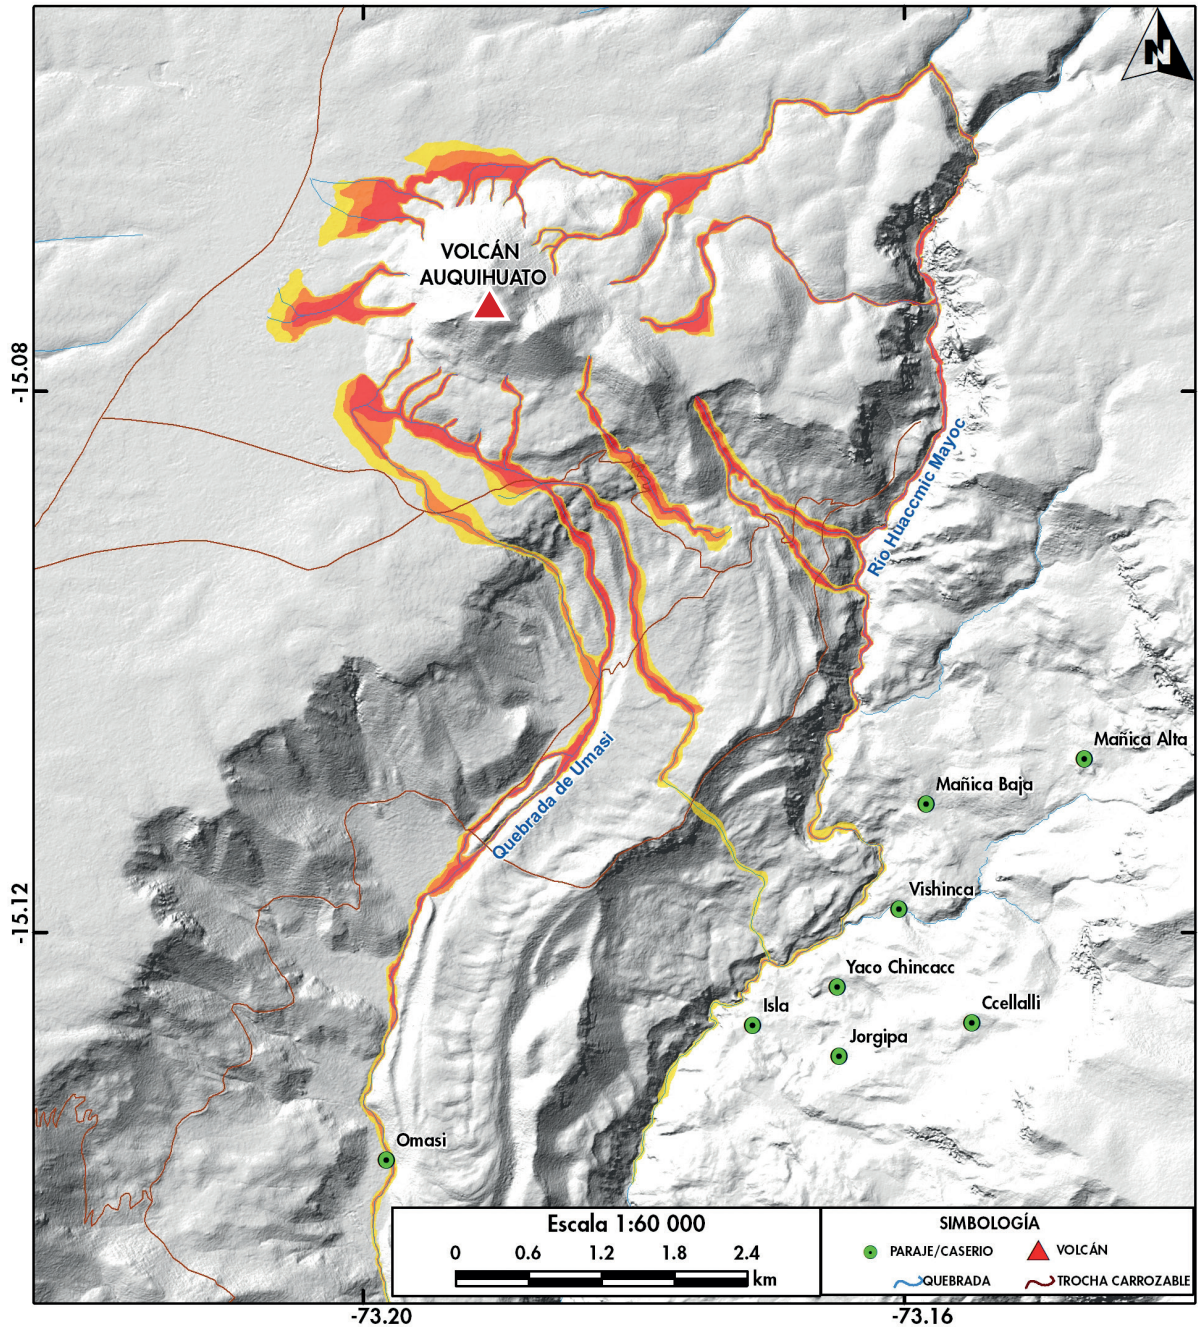 N
VOLCÁN
AUQUIHUATO
-15.08
Río Huaccmic Mayoc
Mañica Alta
Quebrada de Umasi
Mañica Baja
Vishinca
-15.12
Yaco Chincacc
Isla
Ccellalli
Jorgipa
Omasi
Escala 1:60 000
0 0.6 1.2 1.8 2.4
km
SIMBOLOGÍA
PARAJE/CASERIO
VOLCÁN
QUEBRADA
TROCHA CARROZABLE
-73.20
-73.16